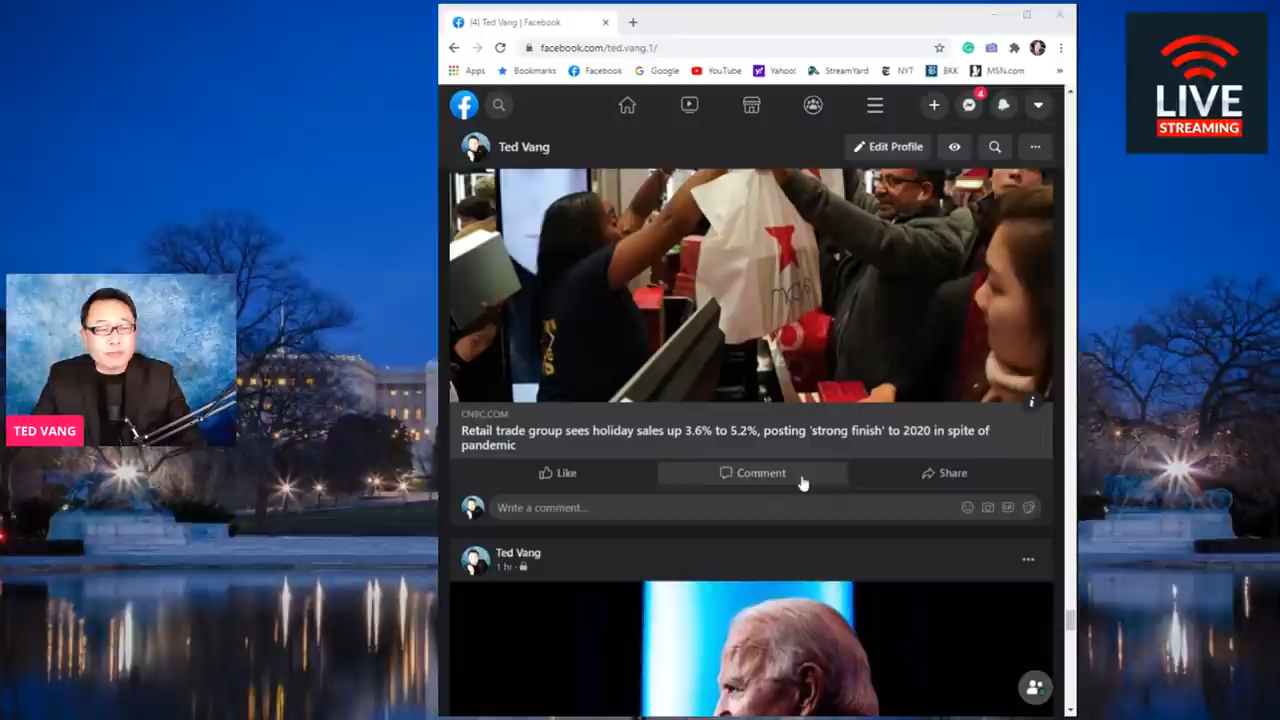 (4) Ted Vang | Facebook
facebook.com/ted.vang.1/
Apps Bookmarks Facebook Google YouTube Yahoo! StreamYard NYT BKK MSN.com »
4
LIVE
STREAMING
Ted Vang
Edit Profile
TED VANG
CNBC.COM
Retail trade group sees holiday sales up 3.6% to 5.2%, posting 'strong finish' to 2020 in spite of
pandemic
Like Comment Share
Write a comment...
GIF
Ted Vang
1 hr ·